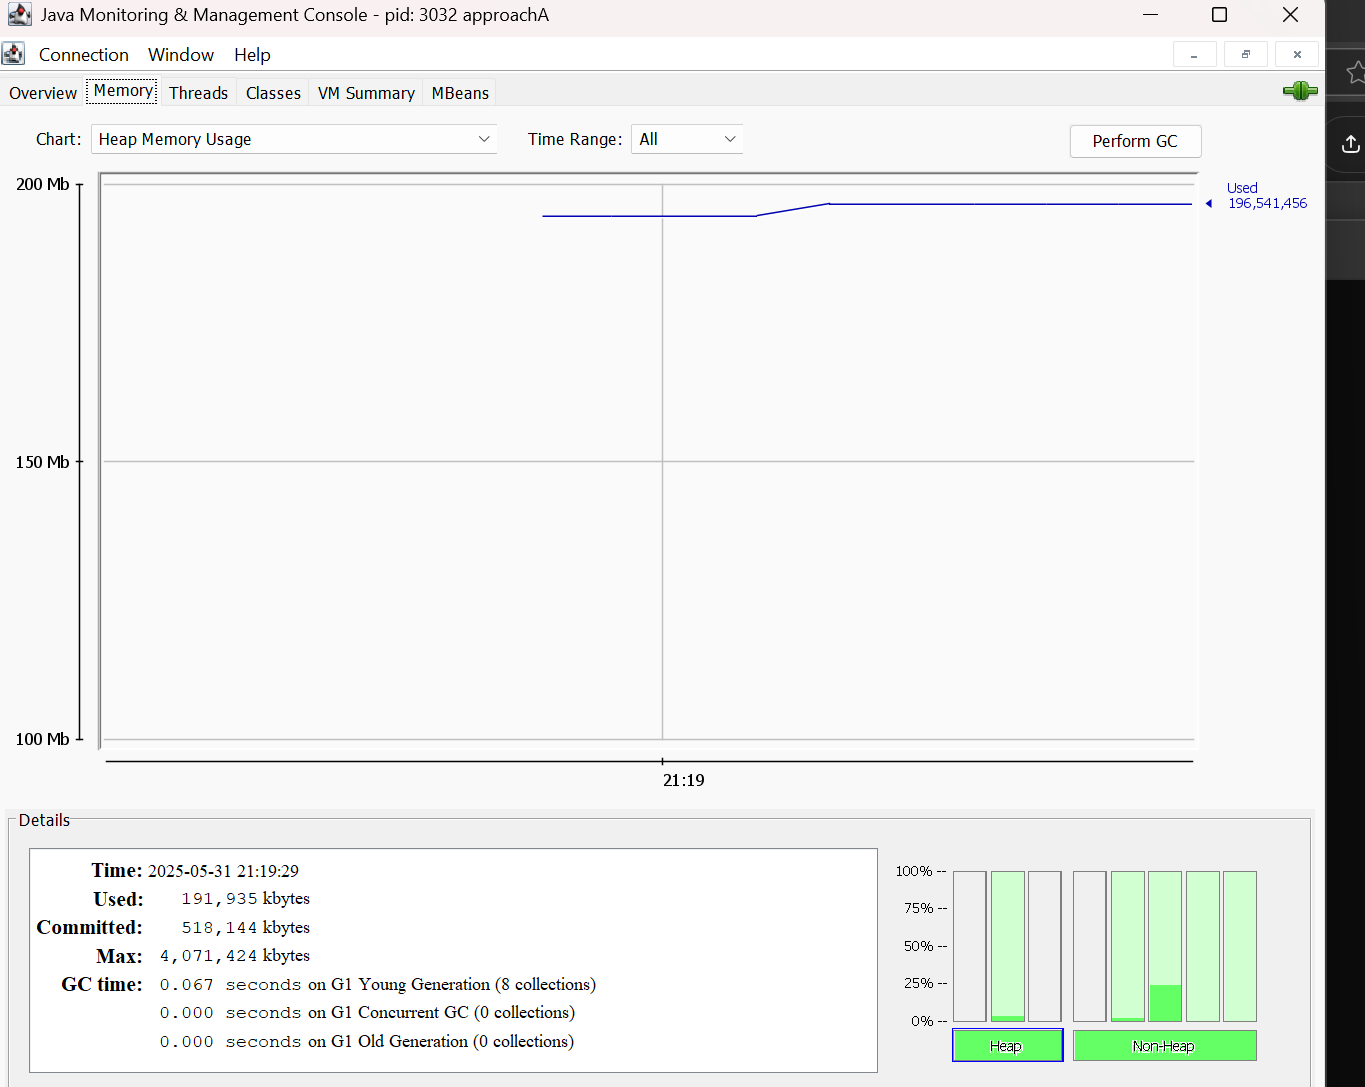 Java Monitoring & Management Console - pid: 3032 approachA
Connection Window Help
Overview Memory Threads Classes VM Summary MBeans
Chart: Heap Memory Usage Time Range: All Perform GC
200 Mb
Used
196,541,456
150 Mb
100 Mb
21:19
Details
Time: 2025-05-31 21:19:29
Used: 191,935 kbytes
Committed: 518,144 kbytes
Max: 4,071,424 kbytes
GC time: 0.067 seconds on G1 Young Generation (8 collections)
0.000 seconds on G1 Concurrent GC (0 collections)
0.000 seconds on G1 Old Generation (0 collections)
100% --
75% --
50% --
25% --
0% --
Heap Non-Heap